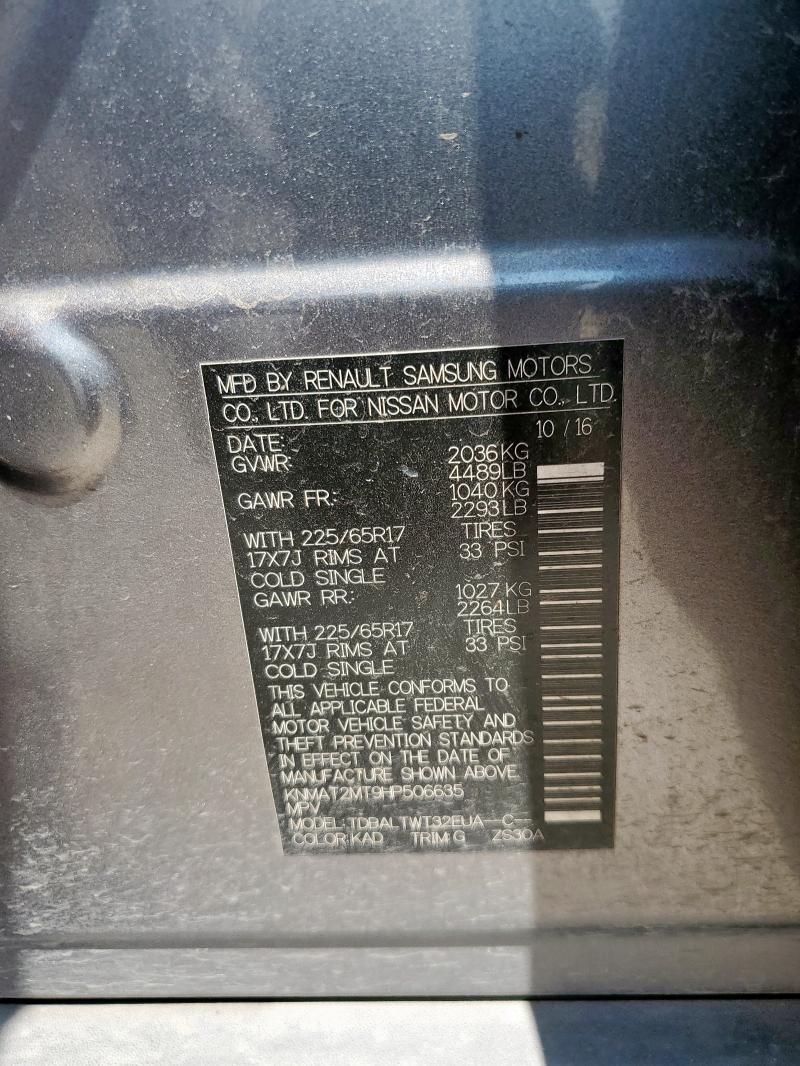 MFD BY RENAULT SAMSUNG MOTORS
CO., LTD. FOR NISSAN MOTOR CO., LTD.
DATE: 10 / 16
GVWR: 2036 KG
4489 LB
GAWR FR: 1040 KG
2293 LB
WITH 225/65R17 TIRES
17X7J RIMS AT 33 PSI
COLD SINGLE
GAWR RR: 1027 KG
2264 LB
WITH 225/65R17 TIRES
17X7J RIMS AT 33 PSI
COLD SINGLE
THIS VEHICLE CONFORMS TO
ALL APPLICABLE FEDERAL
MOTOR VEHICLE SAFETY AND
THEFT PREVENTION STANDARDS
IN EFFECT ON THE DATE OF
MANUFACTURE SHOWN ABOVE.
KNMAT2MT9HP506635
MPV
MODEL: TDBALTWT32EUA--C--
COLOR:KAD TRIM:G ZS30A